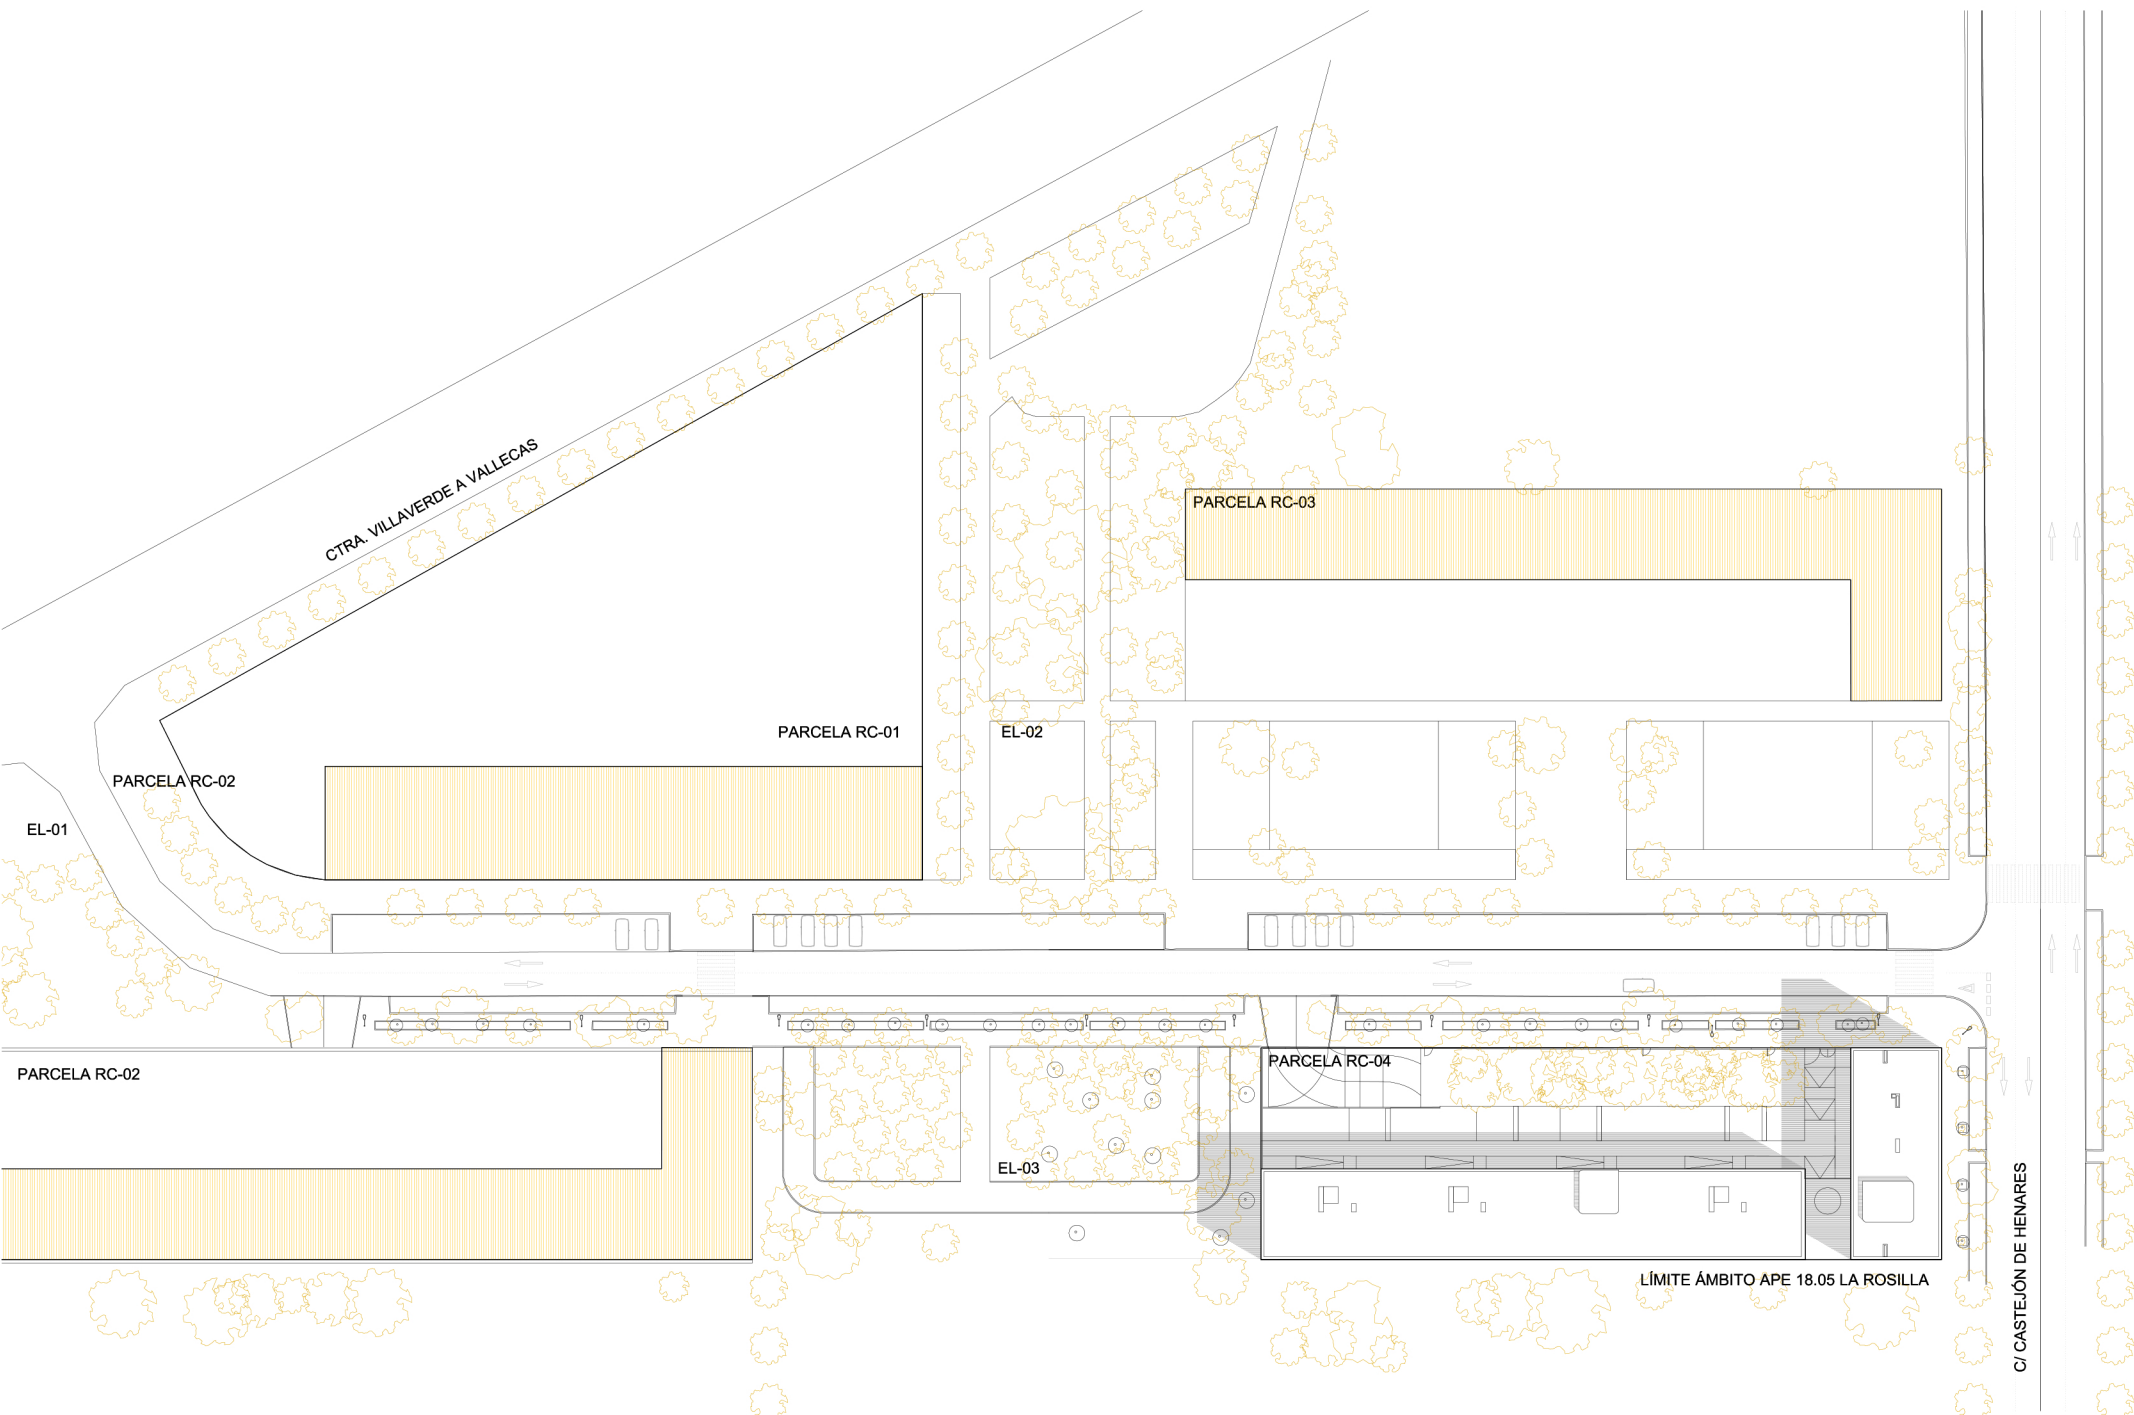 CTRA. VILLAVERDE A VALLECAS
PARCELA RC-03
PARCELA RC-01
EL-02
PARCELA RC-02
EL-01
PARCELA RC-04
PARCELA RC-02
EL-03
LÍMITE ÁMBITO APE 18.05 LA ROSILLA
C/ CASTEJÓN DE HENARES